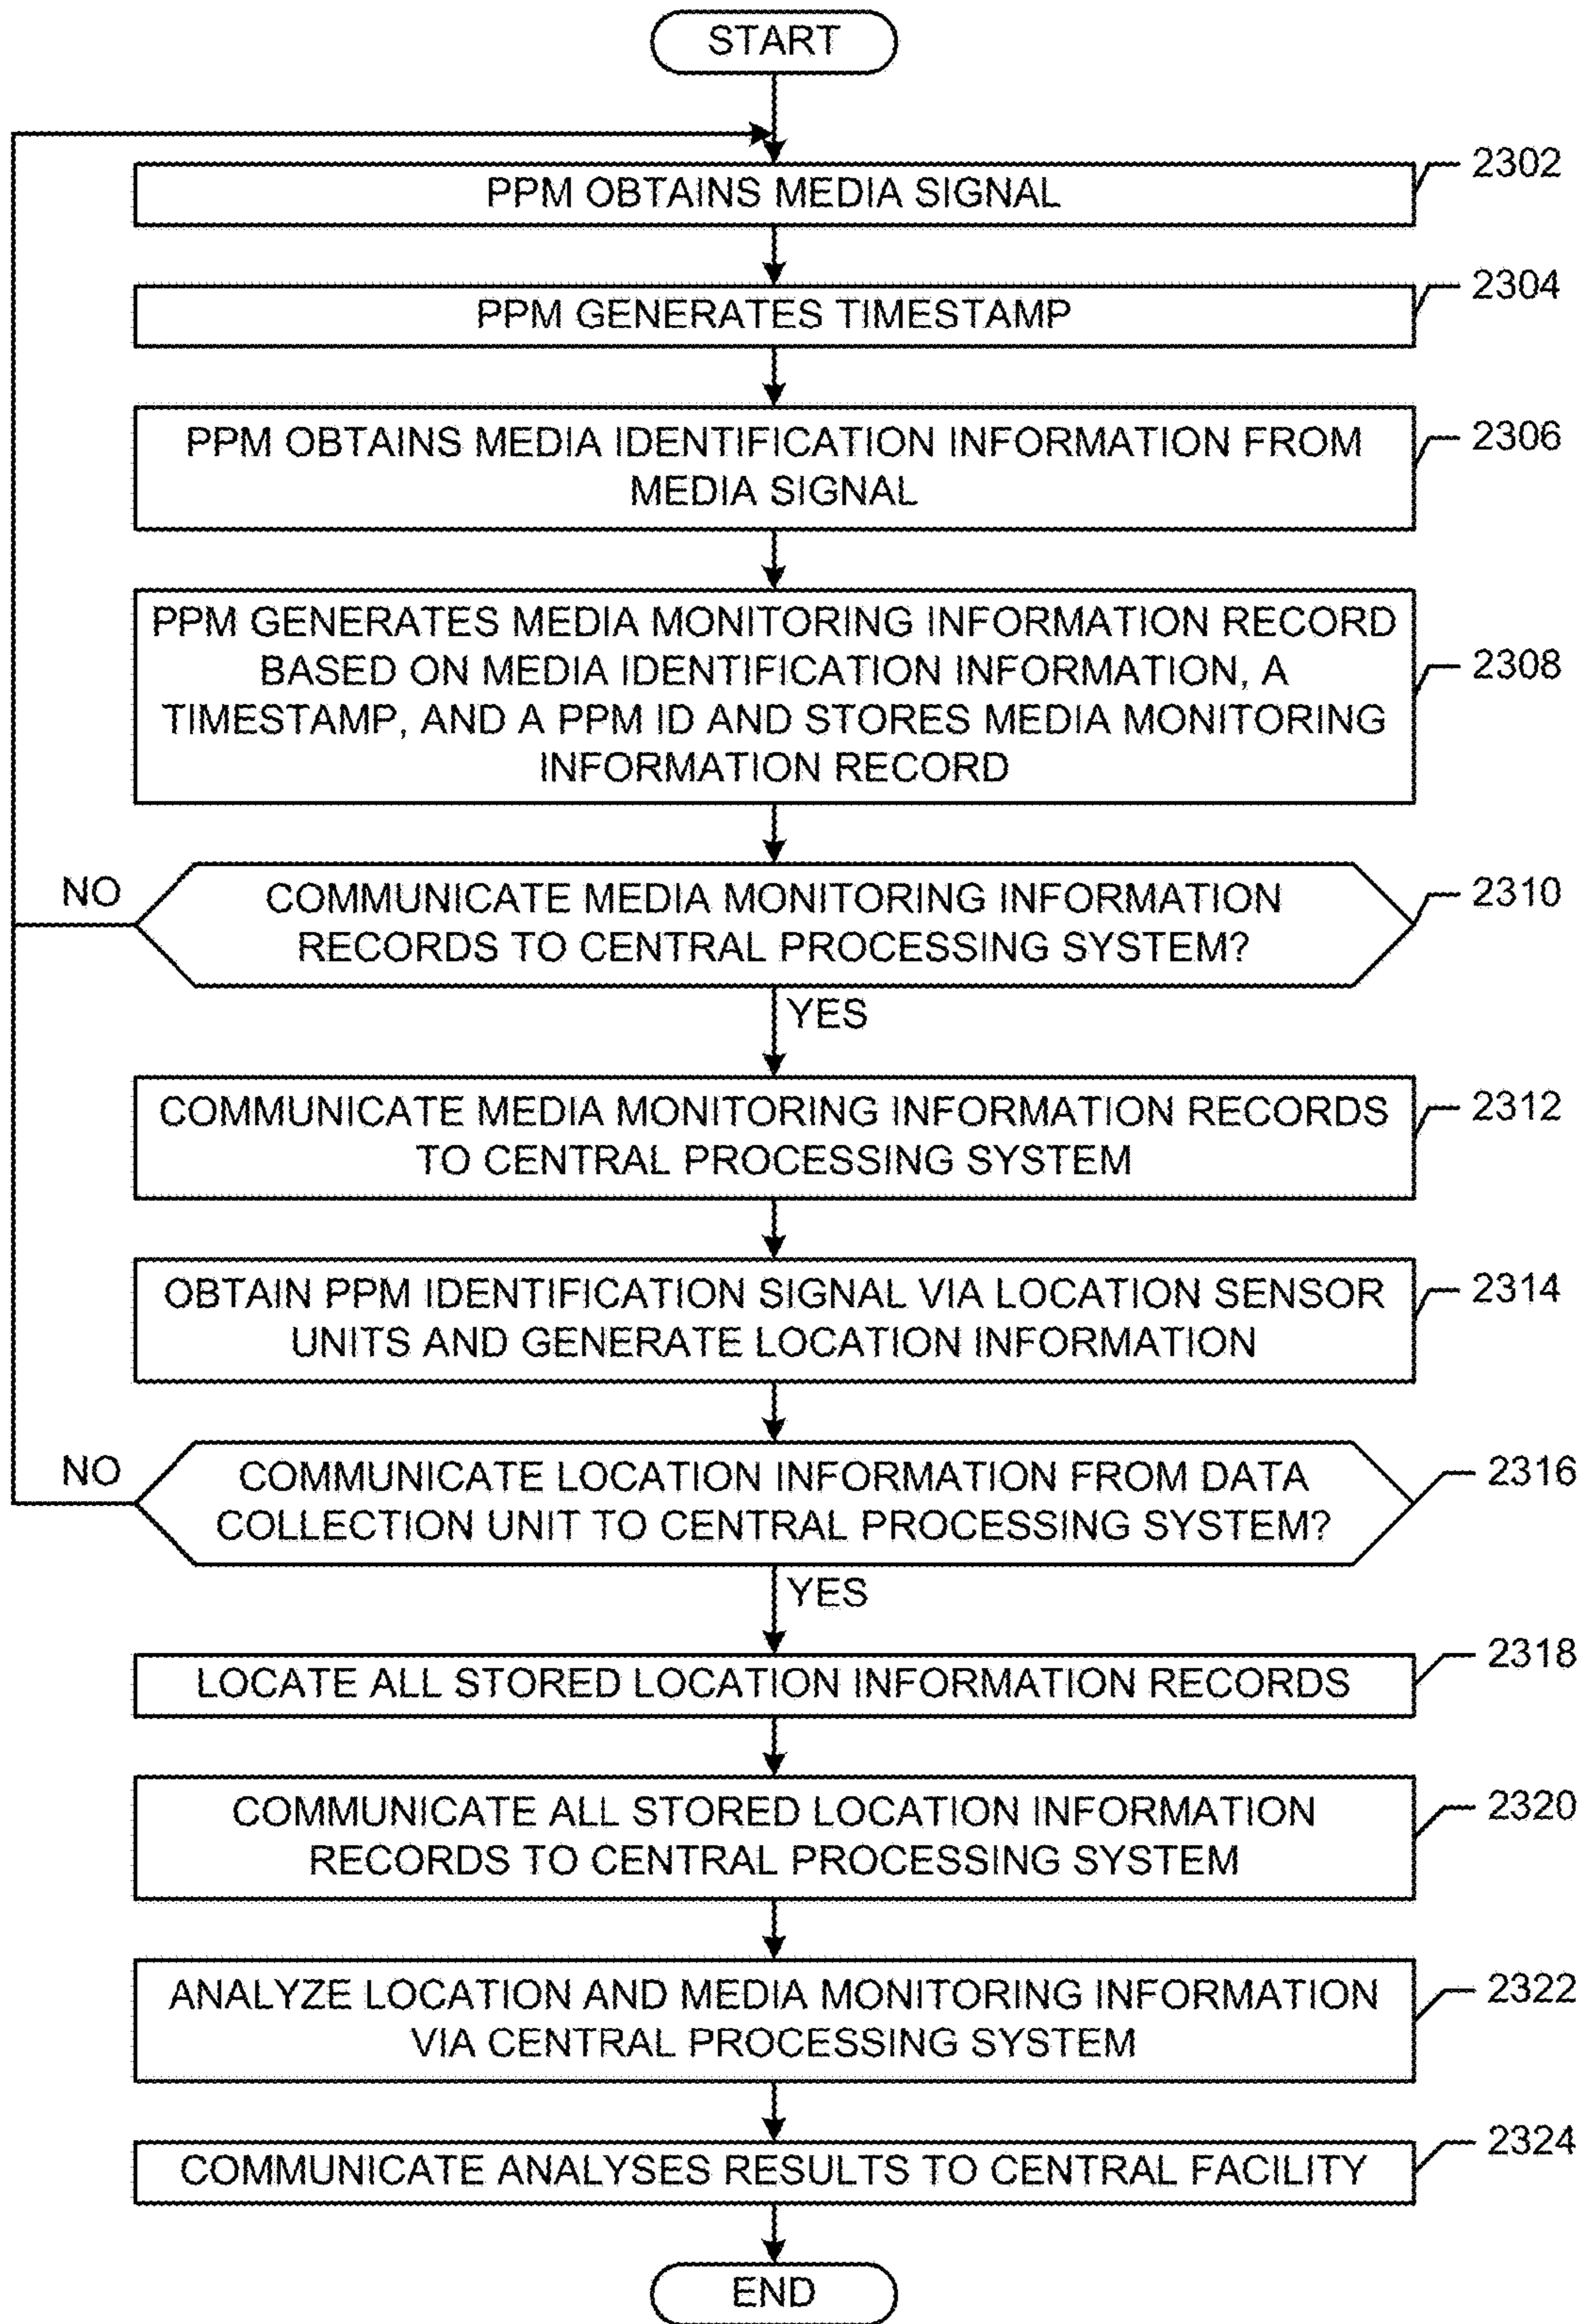 START
PPM OBTAINS MEDIA SIGNAL
2302
PPM GENERATES TIMESTAMP
2304
PPM OBTAINS MEDIA IDENTIFICATION INFORMATION FROM
MEDIA SIGNAL
2306
PPM GENERATES MEDIA MONITORING INFORMATION RECORD
BASED ON MEDIA IDENTIFICATION INFORMATION, A
TIMESTAMP, AND A PPM ID AND STORES MEDIA MONITORING
INFORMATION RECORD
2308
NO
COMMUNICATE MEDIA MONITORING INFORMATION
RECORDS TO CENTRAL PROCESSING SYSTEM?
2310
YES
COMMUNICATE MEDIA MONITORING INFORMATION RECORDS
TO CENTRAL PROCESSING SYSTEM
2312
OBTAIN PPM IDENTIFICATION SIGNAL VIA LOCATION SENSOR
UNITS AND GENERATE LOCATION INFORMATION
2314
NO
COMMUNICATE LOCATION INFORMATION FROM DATA
COLLECTION UNIT TO CENTRAL PROCESSING SYSTEM?
2316
YES
LOCATE ALL STORED LOCATION INFORMATION RECORDS
2318
COMMUNICATE ALL STORED LOCATION INFORMATION
RECORDS TO CENTRAL PROCESSING SYSTEM
2320
ANALYZE LOCATION AND MEDIA MONITORING INFORMATION
VIA CENTRAL PROCESSING SYSTEM
2322
COMMUNICATE ANALYSES RESULTS TO CENTRAL FACILITY
2324
END